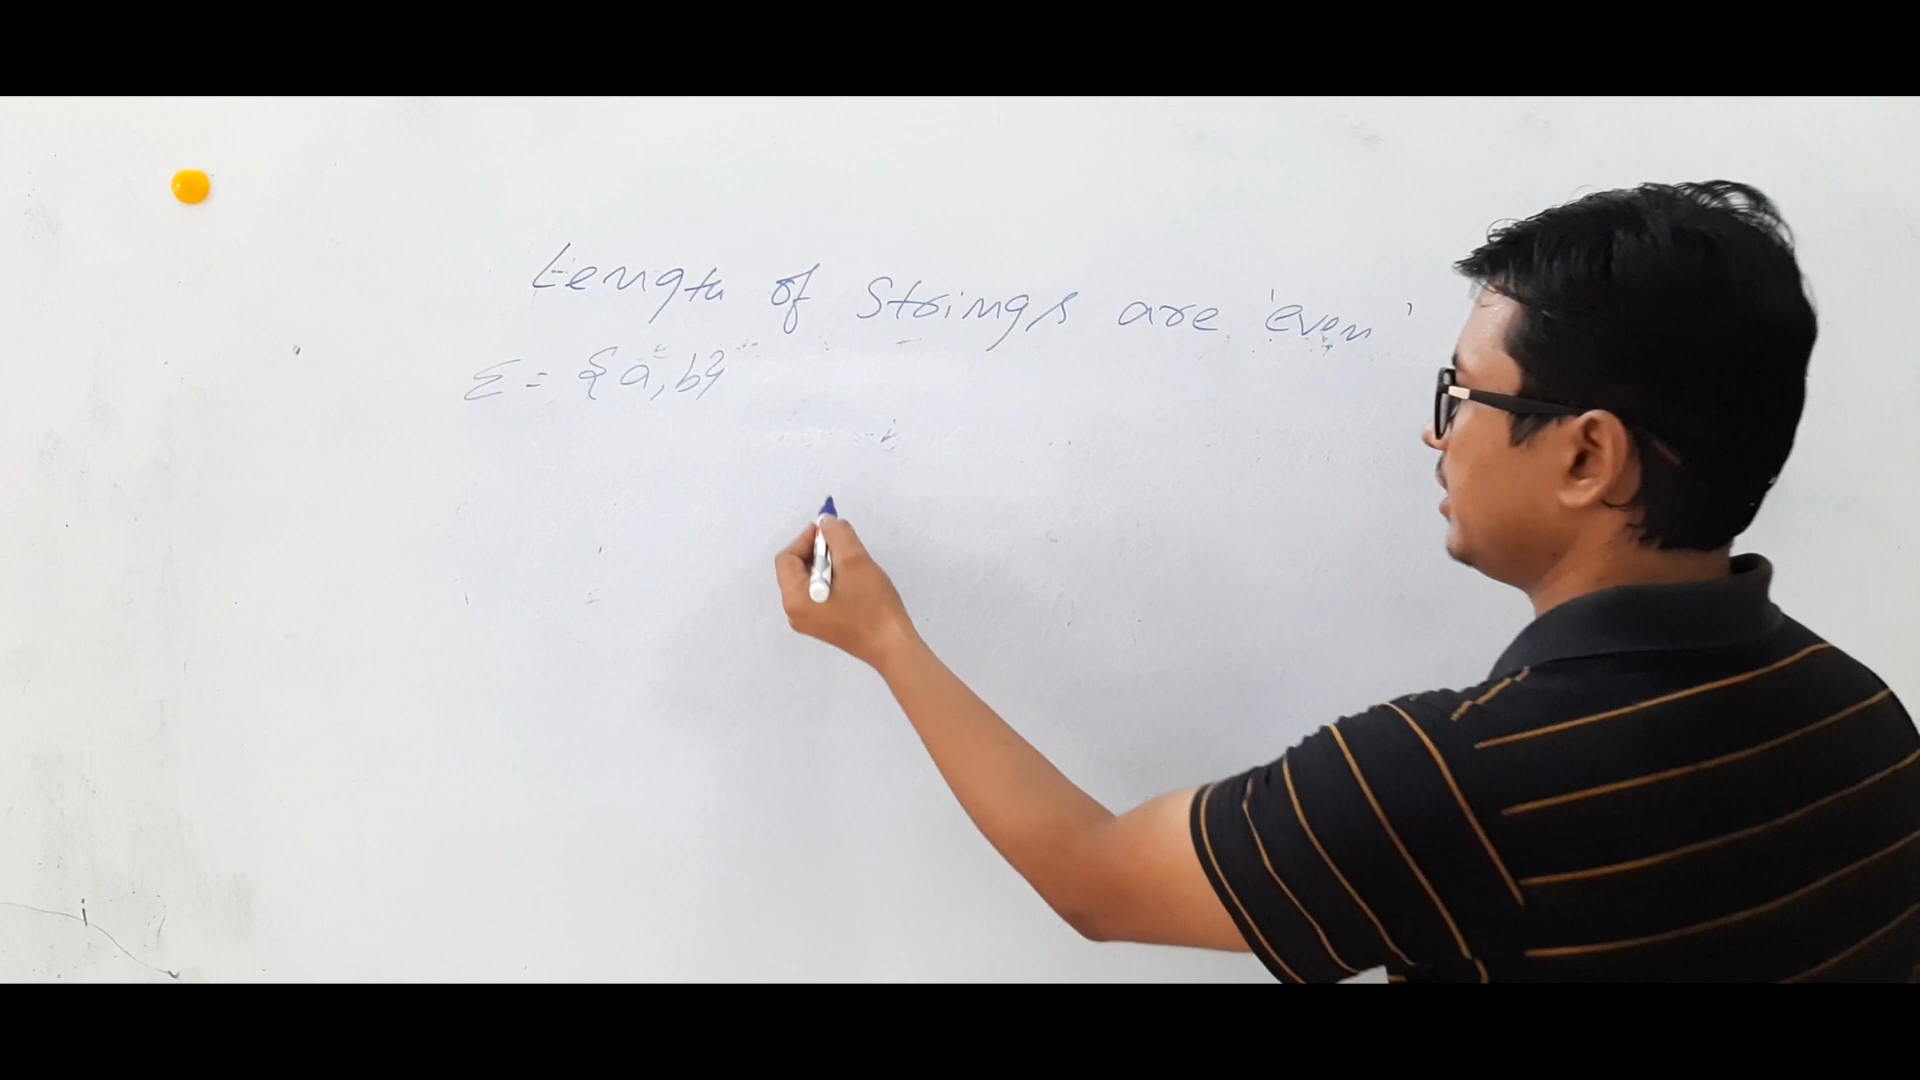 Length of Strings are 'even'
Σ = {a, b}